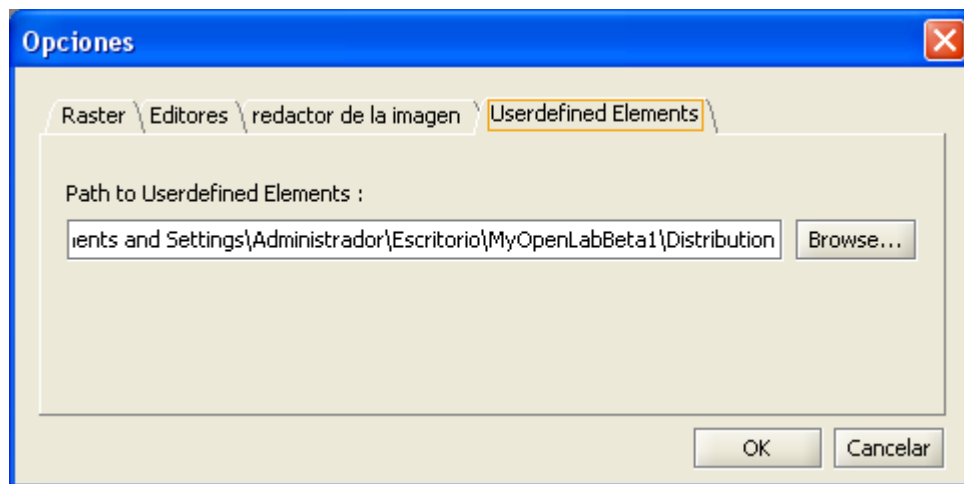 Opciones
Raster Editores redactor de la imagen Userdefined Elements
Path to Userdefined Elements :
ents and Settings\Administrador\Escritorio\MyOpenLabBeta1\Distribution Browse...
OK Cancelar